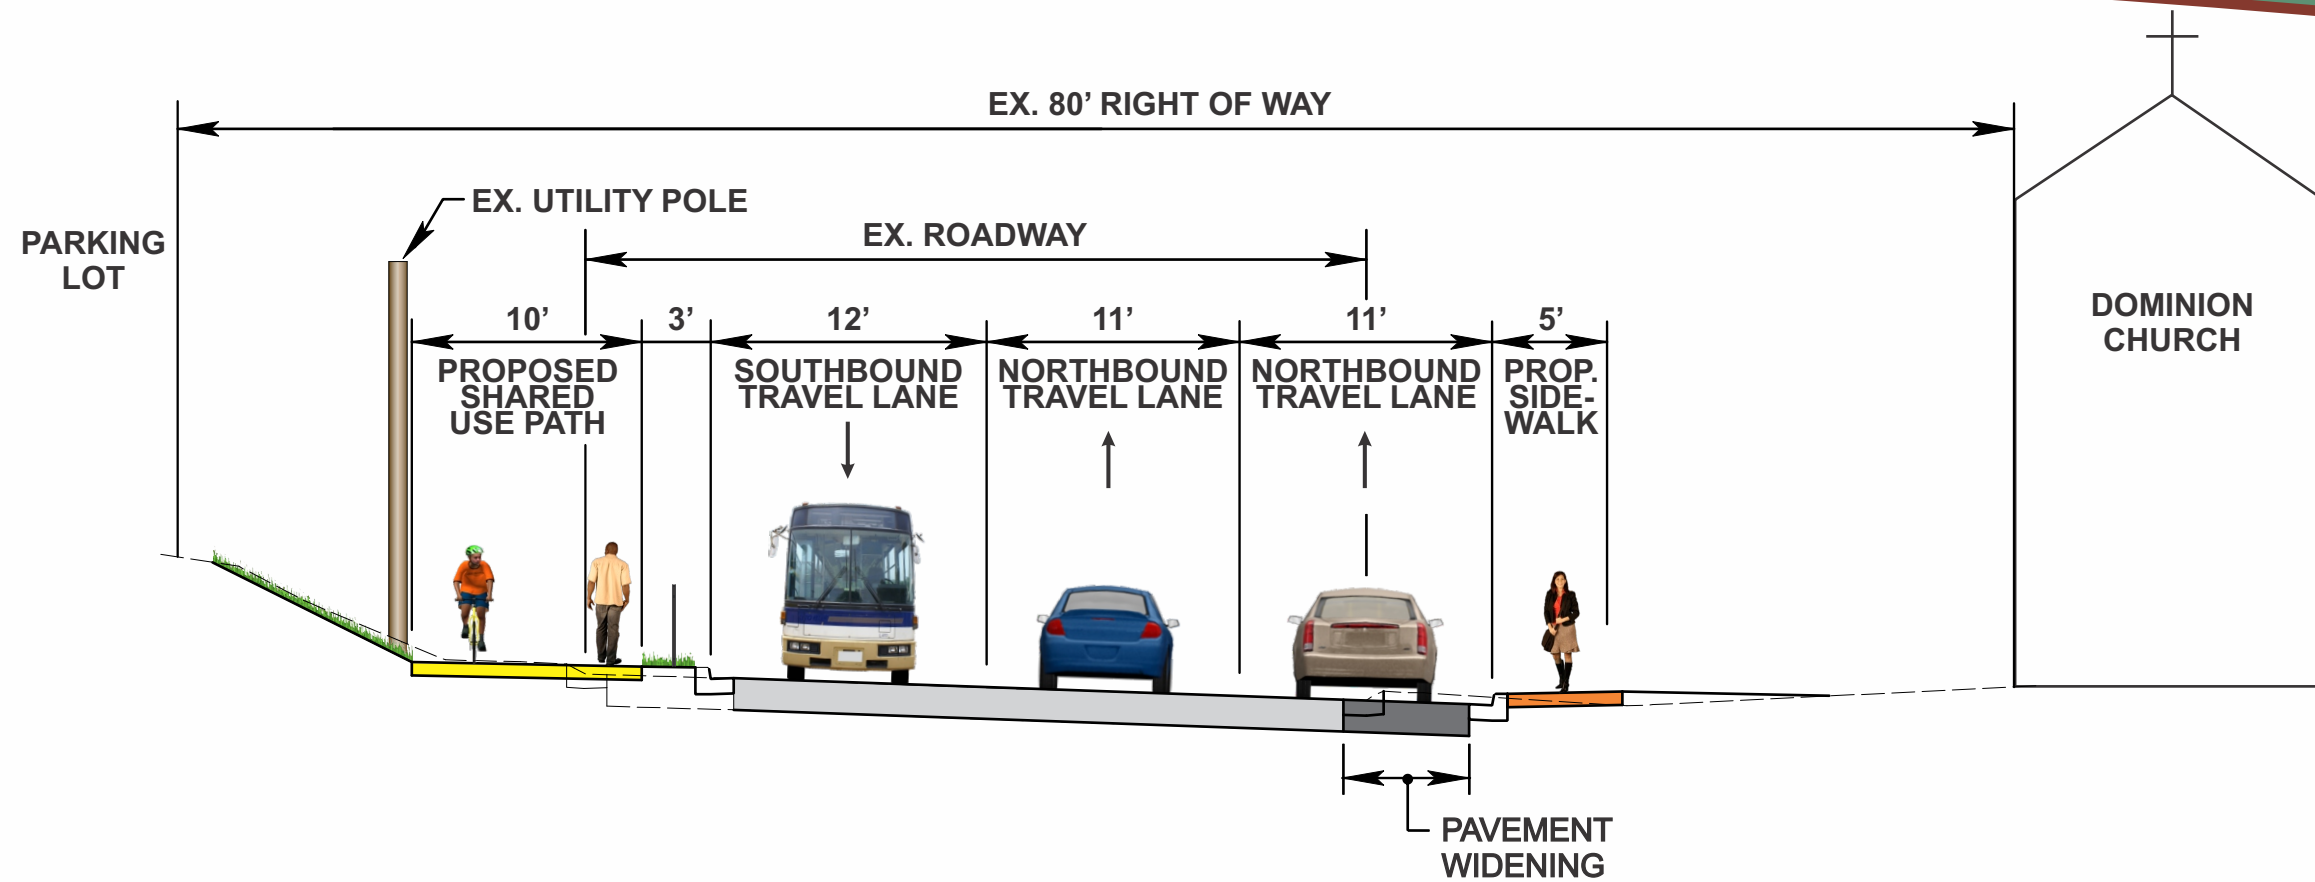 EX. 80’ RIGHT OF WAY
EX. UTILITY POLE
EX. ROADWAY
PARKING
LOT
10’
3’
12’
11’
11’
5’
PROPOSED
SHARED
USE PATH
SOUTHBOUND
TRAVEL LANE
NORTHBOUND
TRAVEL LANE
NORTHBOUND
TRAVEL LANE
PROP.
SIDE-
WALK
DOMINION
CHURCH
PAVEMENT
WIDENING